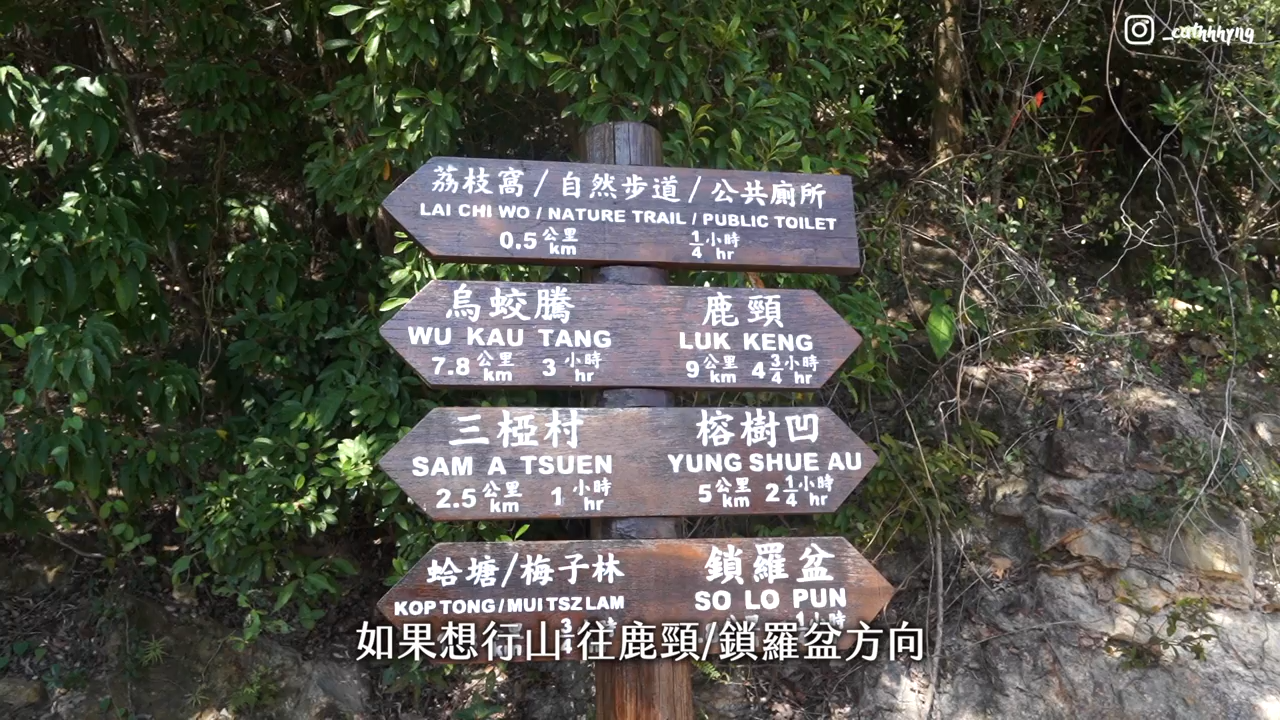 荔枝窩/自然步道/公共廁所
LAI CHI WO / NATURE TRAIL / PUBLIC TOILET
0.5 公里 km 1/4 小時 hr
烏蛟騰 鹿頸
WU KAU TANG LUK KENG
7.8 公里 km 3 小時 hr 9 公里 km 4 3/4 小時 hr
三椏村 榕樹凹
SAM A TSUEN YUNG SHUE AU
2.5 公里 km 1 小時 hr 5 公里 km 2 1/4 小時 hr
蛤塘/梅子林 鎖羅盆
KOP TONG/MUI TSZ LAM SO LO PUN
如果想行山往鹿頸/鎖羅盆方向